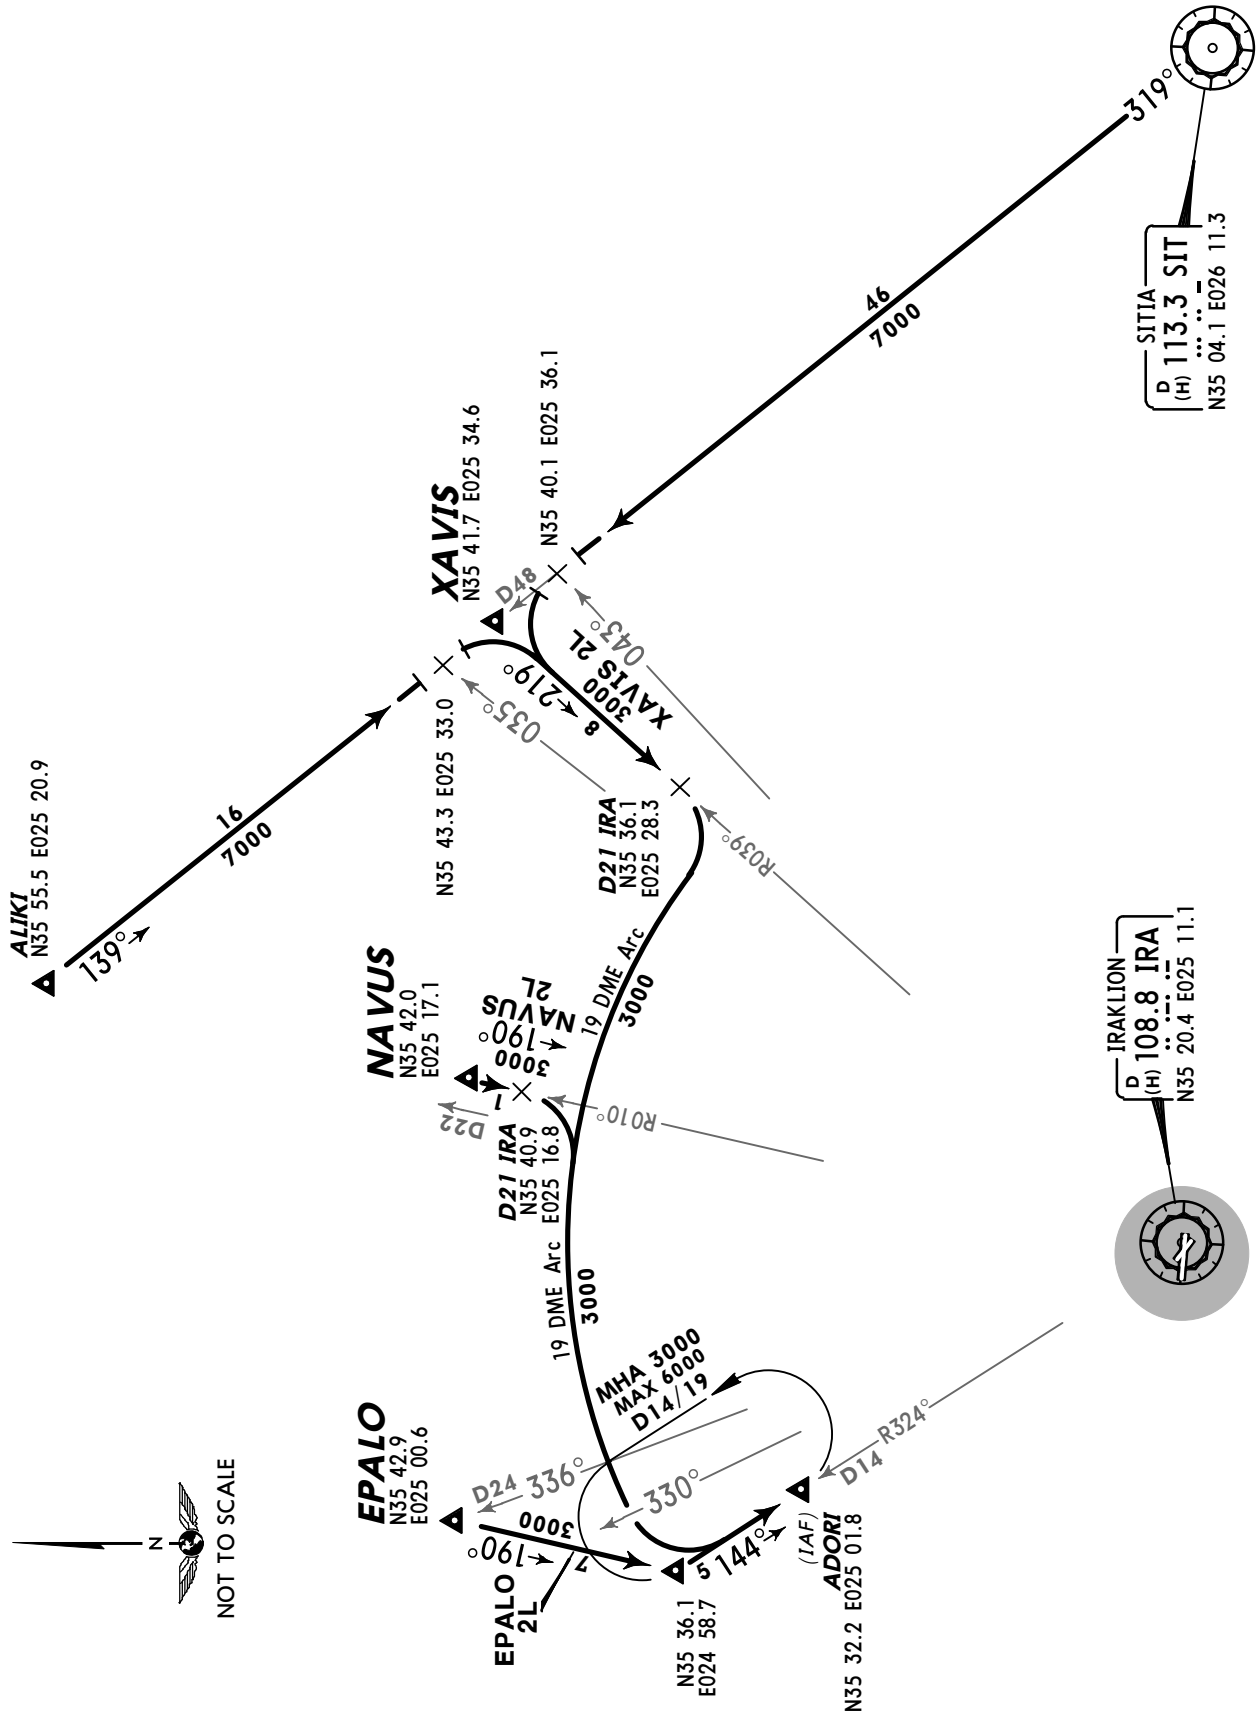 N
NOT TO SCALE
ALIKI
N35 55.5 E025 20.9
139°
16
7000
EPALO
N35 42.9
E025 00.6
NAVUS
N35 42.0
E025 17.1
XAVIS
N35 41.7 E025 34.6
N35 40.1 E025 36.1
N35 43.3 E025 33.0
D48
219°
8
3000
XAVIS 2L
043°
035°
D21 IRA
N35 36.1
E025 28.3
R039°
46
7000
319°
SITIA
D
(H) 113.3 SIT
N35 04.1 E026 11.3
NAVUS
2L
190°
3000
1
D22
D21 IRA
N35 40.9
E025 16.8
R010°
19 DME Arc
3000
19 DME Arc
3000
MHA 3000
MAX 6000
D14/19
D24 336°
330°
3000
190°
7
EPALO
2L
N35 36.1
E024 58.7
5 144°
(IAF)
ADORI
N35 32.2 E025 01.8
D14
R324°
IRAKLION
D
(H) 108.8 IRA
N35 20.4 E025 11.1